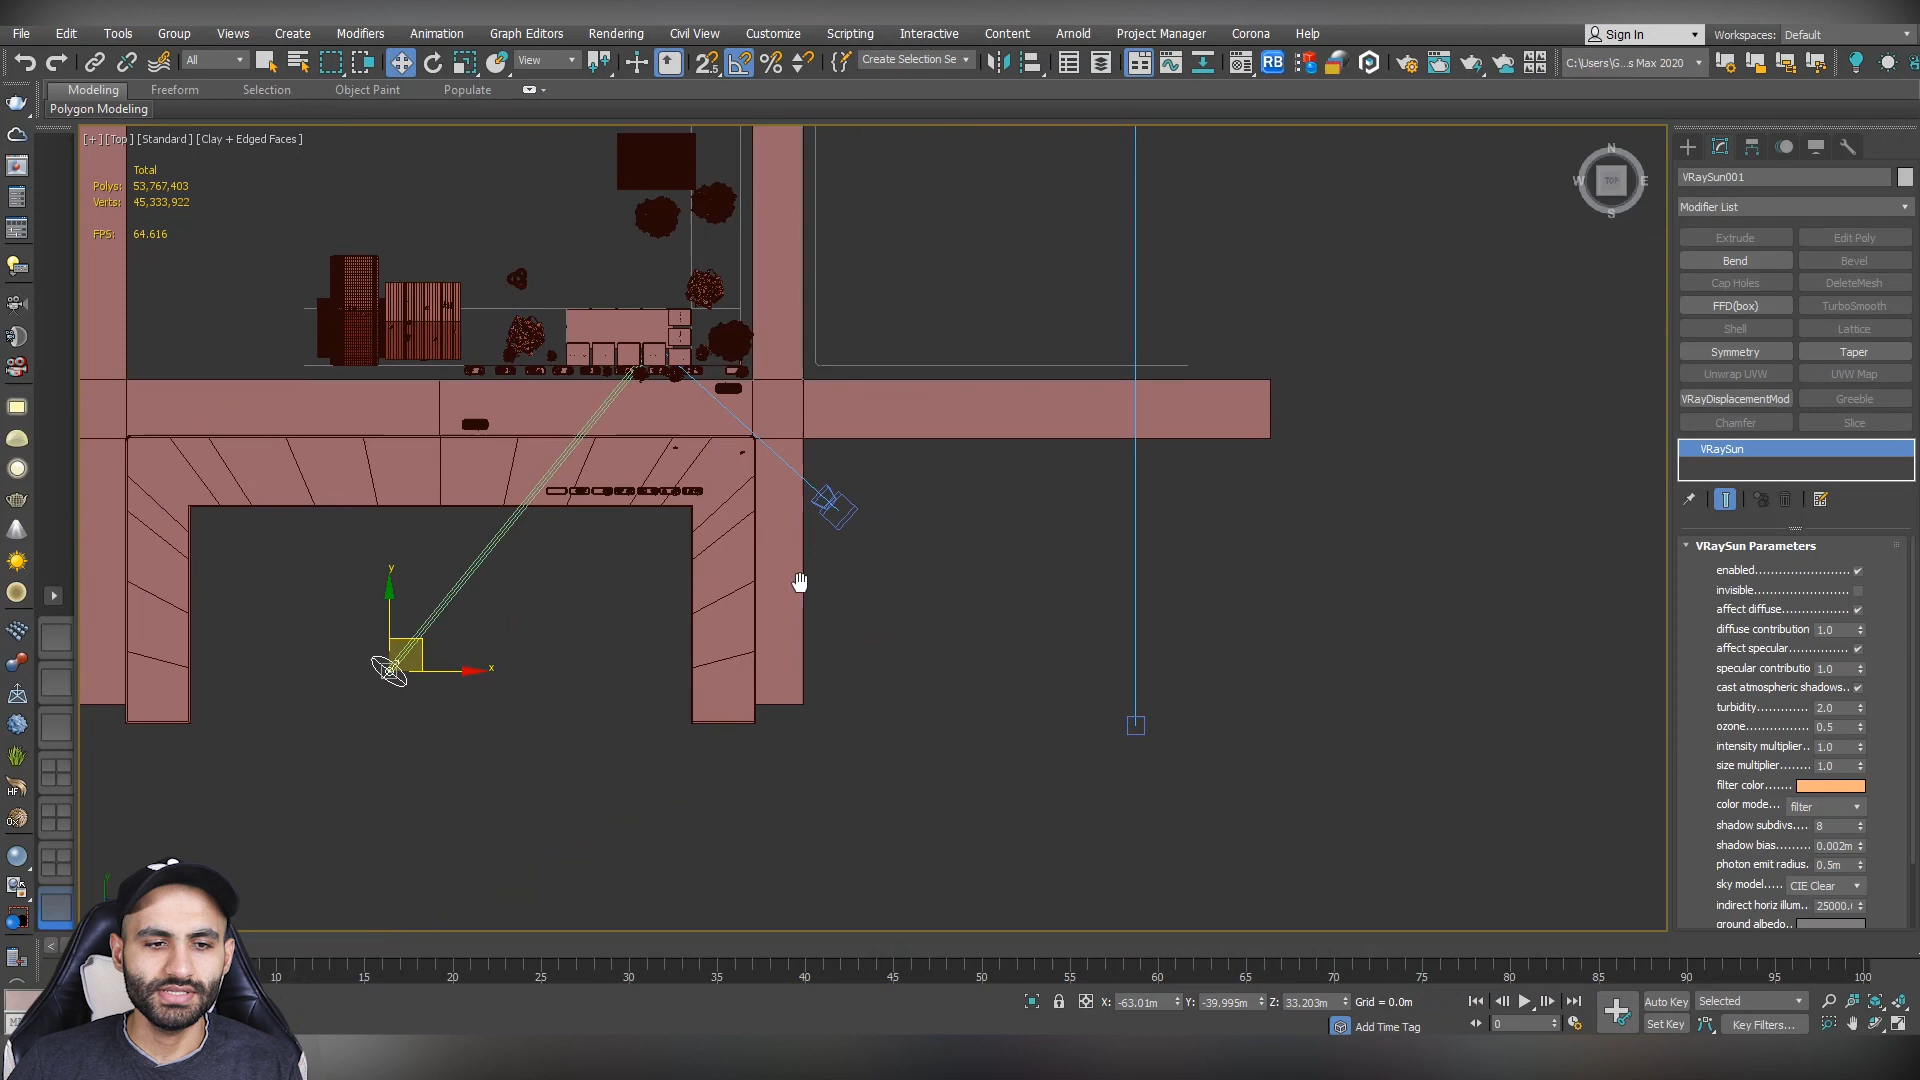 File Edit Tools Group Views Create Modifiers Animation Graph Editors Rendering Civil View Customize Scripting Interactive Content Arnold Project Manager Corona Help Sign In Workspaces: Default
All View Create Selection Se RB C:\Users\G...s Max 2020
Modeling Freeform Selection Object Paint Populate
Polygon Modeling
[+] [Top ] [Standard ] [Clay + Edged Faces ]
Total
Polys: 53,767,403
Verts: 45,333,922
FPS: 64.616
N
W TOP E
S
y
x
VRaySun001
Modifier List
Extrude Edit Poly
Bend Bevel
Cap Holes DeleteMesh
FFD(box) TurboSmooth
Shell Lattice
Symmetry Taper
Unwrap UVW UVW Map
VRayDisplacementMod Greeble
Chamfer Slice
VRaySun
VRaySun Parameters
enabled
invisible
affect diffuse
diffuse contribution 1.0
affect specular
specular contributio 1.0
cast atmospheric shadows..
turbidity 2.0
ozone 0.5
intensity multiplier.. 1.0
size multiplier 1.0
filter color
color mode... filter
shadow subdivs.... 8
shadow bias 0.002m
photon emit radius. 0.5m
sky model..... CIE Clear
indirect horiz illum.. 25000.
ground albedo
HF
<
10 15 20 25 30 35 40 45 50 55 60 65 70 75 80 85 90 95 100
X: -63.01m Y: -39.995m Z: 33.203m Grid = 0.0m Auto Key Selected
Add Time Tag 0 Set Key Key Filters...